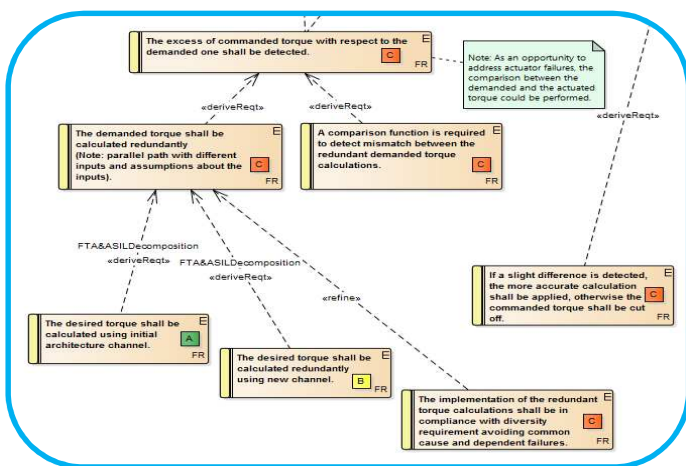 The excess of commanded torque with respect to the
demanded one shall be detected.
E
C
FR
Note: As an opportunity to
address actuator failures, the
comparison between the
demanded and the actuated
torque could be performed.
«deriveReqt»
«deriveReqt»
«deriveReqt»
The demanded torque shall be
calculated redundantly
(Note: parallel path with different
inputs and assumptions about the
inputs).
E
C
FR
A comparison function is required
to detect mismatch between the
redundant demanded torque
calculations.
E
C
FR
FTA&ASILDecomposition
«deriveReqt»
FTA&ASILDecomposition
«deriveReqt»
«refine»
If a slight difference is detected,
the more accurate calculation
shall be applied, otherwise the
commanded torque shall be cut
off.
E
C
FR
The desired torque shall be
calculated using initial
architecture channel.
E
A
FR
The desired torque shall be
calculated redundantly
using new channel.
E
B
FR
The implementation of the redundant
torque calculations shall be in
compliance with diversity
requirement avoiding common
cause and dependent failures.
E
C
FR